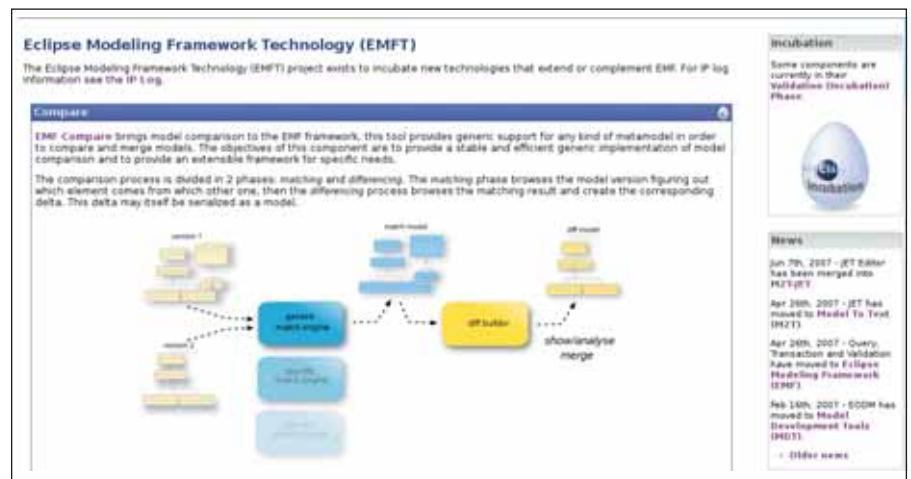 Eclipse Modeling Framework Technology (EMFT)
The Eclipse Modeling Framework Technology (EMFT) project exists to incubate new technologies that extend or complement EMF. For IP log
information see the IP Log.
Compare
EMF Compare brings model comparison to the EMF framework, this tool provides generic support for any kind of metamodel in order
to compare and merge models. The objectives of this component are to provide a stable and efficient generic implementation of model
comparison and to provide an extensible framework for specific needs.
The comparison process is divided in 2 phases: matching and differencing. The matching phase browses the model version figuring out
which element comes from which other one, then the differencing process browses the matching result and create the corresponding
delta. This delta may itself be serialized as a model.
version 1
match model
diff model
generic
match engine
diff builder
show/analyse
merge
version 2
specific
match engine
Incubation
Some components are
currently in their
Validation (Incubation)
Phase.
incubation
News
Jun 7th, 2007 - JET Editor
has been merged into
M2T-JET
Apr 26th, 2007 - JET has
moved to Model To Text
(M2T)
Apr 26th, 2007 - Query,
Transaction and Validation
have moved to Eclipse
Modeling Framework
(EMF)
Feb 16th, 2007 - EODM has
moved to Model
Development Tools
(MDT).
Older news